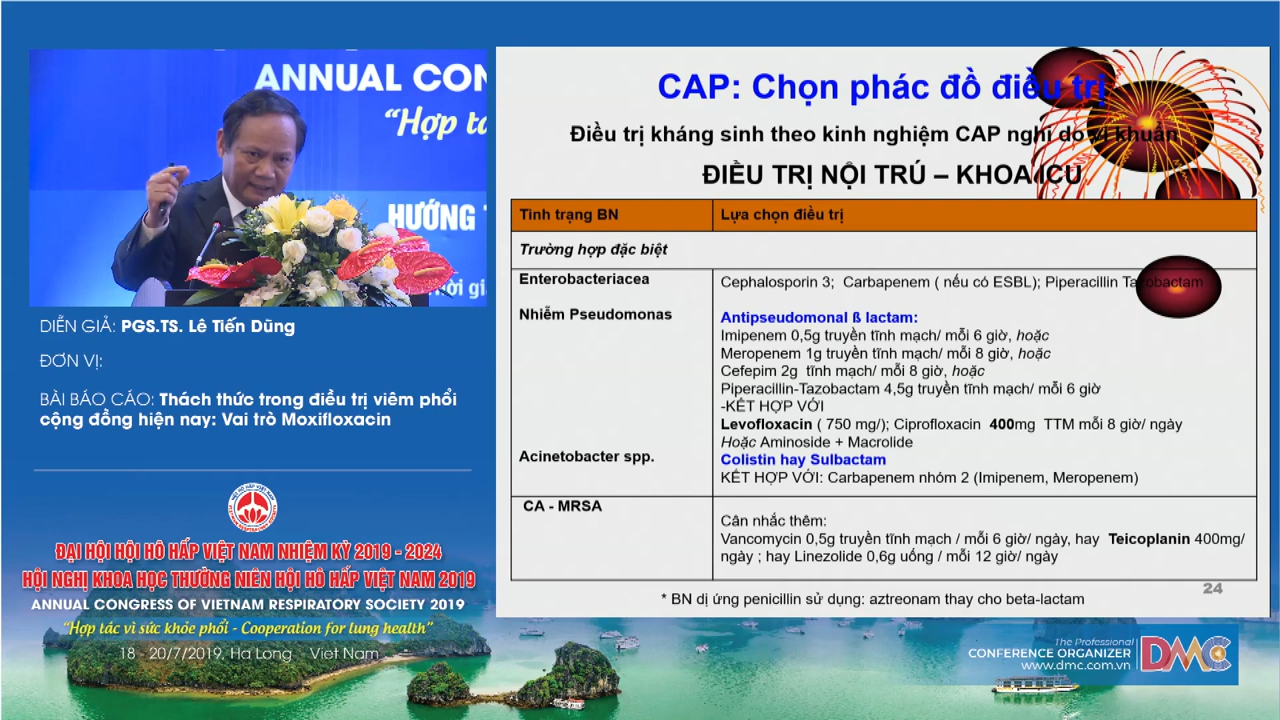 ANNUAL CON
“Hợp tá
HƯỚNG T
ời gi
DIỄN GIẢ: PGS.TS. Lê Tiến Dũng
ĐƠN VỊ:
BÀI BÁO CÁO: Thách thức trong điều trị viêm phổi
cộng đồng hiện nay: Vai trò Moxifloxacin
HỘI HÔ HẤP VIỆT NAM
ĐẠI HỘI HỘI HÔ HẤP VIỆT NAM NHIỆM KỲ 2019 - 2024
HỘI NGHỊ KHOA HỌC THƯỜNG NIÊN HỘI HÔ HẤP VIỆT NAM 2019
ANNUAL CONGRESS OF VIETNAM RESPIRATORY SOCIETY 2019
“Hợp tác vì sức khỏe phổi - Cooperation for lung health”
18 - 20/7/2019, Ha Long Viet Nam
CAP: Chọn phác đồ điều trị
Điều trị kháng sinh theo kinh nghiệm CAP nghi do vi khuẩn
ĐIỀU TRỊ NỘI TRÚ – KHOA ICU
Tình trạng BN
Lựa chọn điều trị
Trường hợp đặc biệt
Enterobacteriacea
Cephalosporin 3; Carbapenem ( nếu có ESBL); Piperacillin Tazobactam
Nhiễm Pseudomonas
Antipseudomonal ß lactam:
Imipenem 0,5g truyền tĩnh mạch/ mỗi 6 giờ, hoặc
Meropenem 1g truyền tĩnh mạch/ mỗi 8 giờ, hoặc
Cefepim 2g tĩnh mạch/ mỗi 8 giờ, hoặc
Piperacillin-Tazobactam 4,5g truyền tĩnh mạch/ mỗi 6 giờ
-KẾT HỢP VỚI
Levofloxacin ( 750 mg/); Ciprofloxacin 400mg TTM mỗi 8 giờ/ ngày
Hoặc Aminoside + Macrolide
Acinetobacter spp.
Colistin hay Sulbactam
KẾT HỢP VỚI: Carbapenem nhóm 2 (Imipenem, Meropenem)
CA - MRSA
Cân nhắc thêm:
Vancomycin 0,5g truyền tĩnh mạch / mỗi 6 giờ/ ngày, hay Teicoplanin 400mg/
ngày ; hay Linezolide 0,6g uống / mỗi 12 giờ/ ngày
24
* BN dị ứng penicillin sử dụng: aztreonam thay cho beta-lactam
The Professional
CONFERENCE ORGANIZER
www.dmc.com.vn
DMC